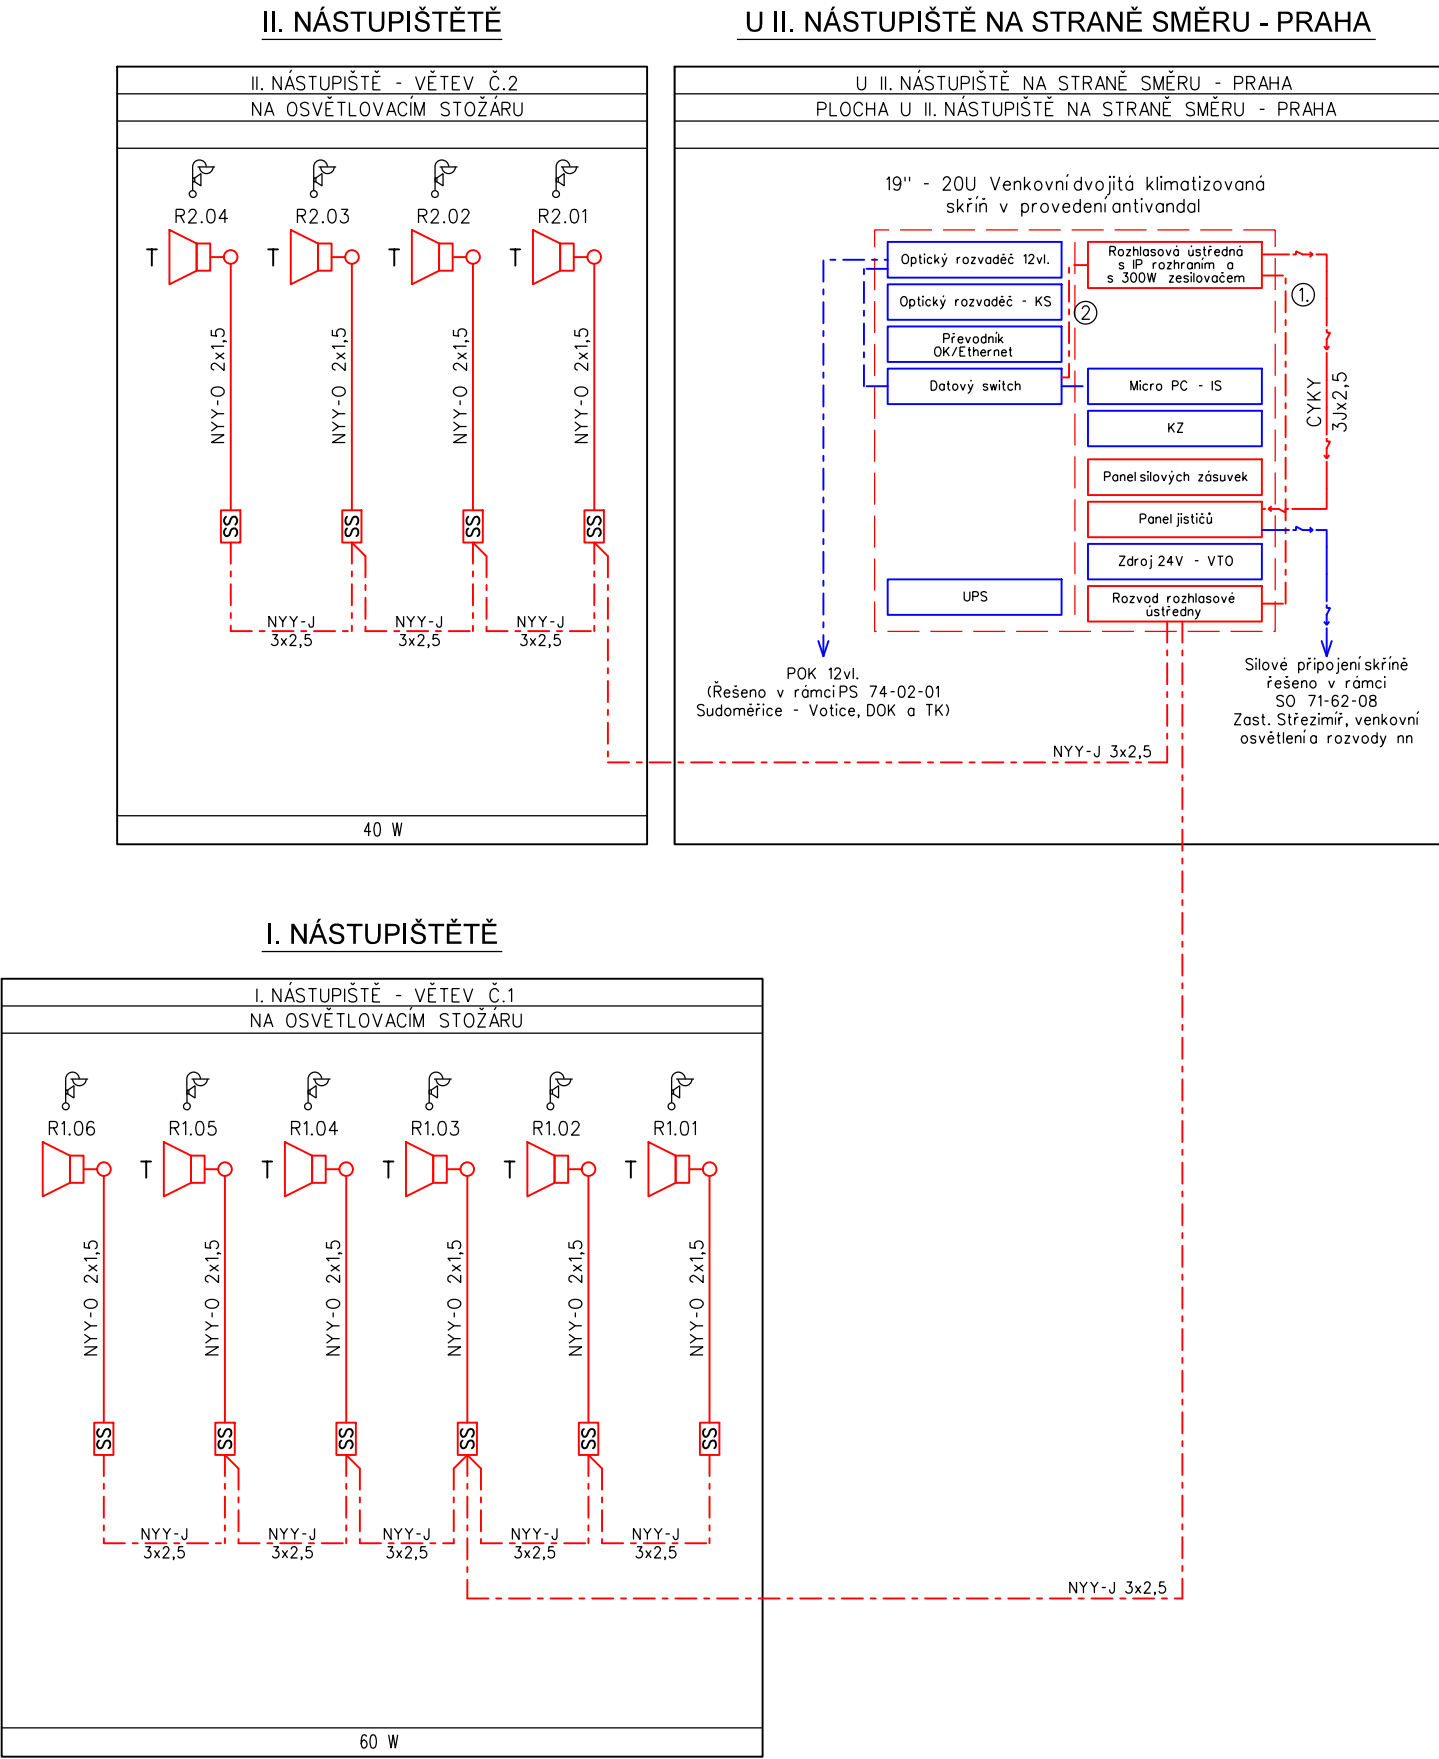 II. NÁSTUPIŠTĚTĚ
U II. NÁSTUPIŠTĚ NA STRANĚ SMĚRU - PRAHA
II. NÁSTUPIŠTĚ - VĚTEV Č.2
NA OSVĚTLOVACÍM STOŽÁRU
R2.04
R2.03
R2.02
R2.01
T
T
T
T
NYY-O 2x1,5
NYY-O 2x1,5
NYY-O 2x1,5
NYY-O 2x1,5
SS
SS
SS
SS
NYY-J
3x2,5
NYY-J
3x2,5
NYY-J
3x2,5
40 W
U II. NÁSTUPIŠTĚ NA STRANĚ SMĚRU - PRAHA
PLOCHA U II. NÁSTUPIŠTĚ NA STRANĚ SMĚRU - PRAHA
19'' - 20U Venkovní dvojitá klimatizovaná
skříň v provedení antivandal
Optický rozvaděč 12vl.
Optický rozvaděč - KS
Převodník
OK/Ethernet
Datový switch
UPS
2
Rozhlasová ústředná
s IP rozhraním a
s 300W zesilovačem
1.
Micro PC - IS
KZ
Panel silových zásuvek
Panel jističů
Zdroj 24V - VTO
Rozvod rozhlasové
ústředny
CYKY
3Jx2,5
POK 12vl.
(Řešeno v rámci PS 74-02-01
Sudoměřice - Votice, DOK a TK)
Silové připojení skříně
řešeno v rámci
SO 71-62-08
Zast. Střezimíř, venkovní
osvětlení a rozvody nn
NYY-J 3x2,5
I. NÁSTUPIŠTĚTĚ
I. NÁSTUPIŠTĚ - VĚTEV Č.1
NA OSVĚTLOVACÍM STOŽÁRU
R1.06
R1.05
R1.04
R1.03
R1.02
R1.01
T
T
T
T
T
NYY-O 2x1,5
NYY-O 2x1,5
NYY-O 2x1,5
NYY-O 2x1,5
NYY-O 2x1,5
NYY-O 2x1,5
SS
SS
SS
SS
SS
SS
NYY-J
3x2,5
NYY-J
3x2,5
NYY-J
3x2,5
NYY-J
3x2,5
NYY-J
3x2,5
NYY-J 3x2,5
60 W